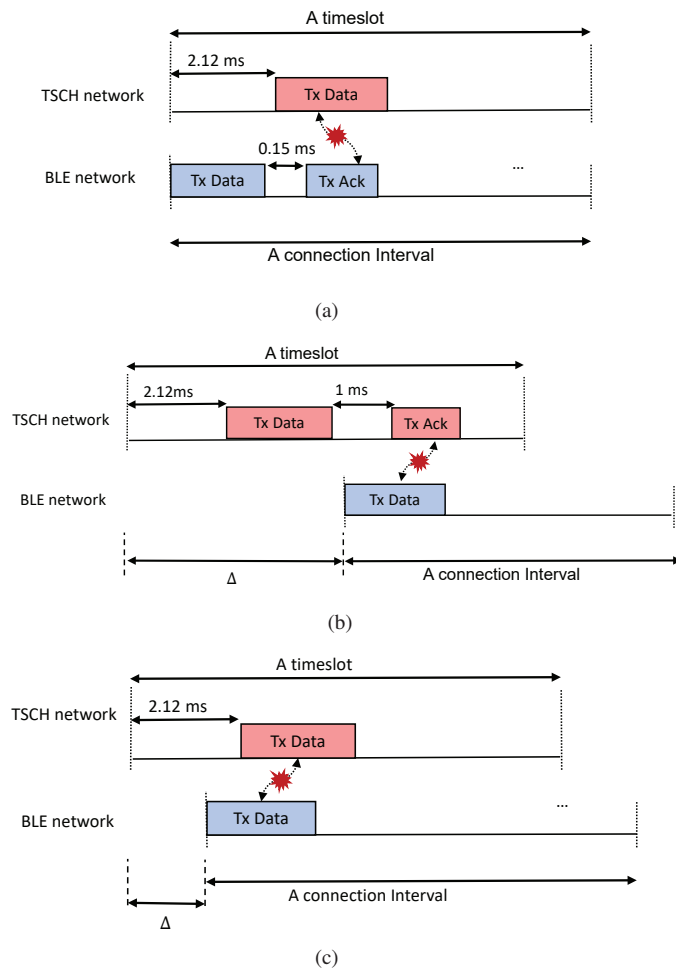 A timeslot
2.12 ms
TSCH network
Tx Data
0.15 ms
BLE network
Tx Data
Tx Ack
...
A connection Interval
(a)
A timeslot
2.12ms
1 ms
TSCH network
Tx Data
Tx Ack
BLE network
Tx Data
Δ
A connection Interval
(b)
A timeslot
2.12 ms
TSCH network
Tx Data
BLE network
Tx Data
...
A connection Interval
Δ
(c)